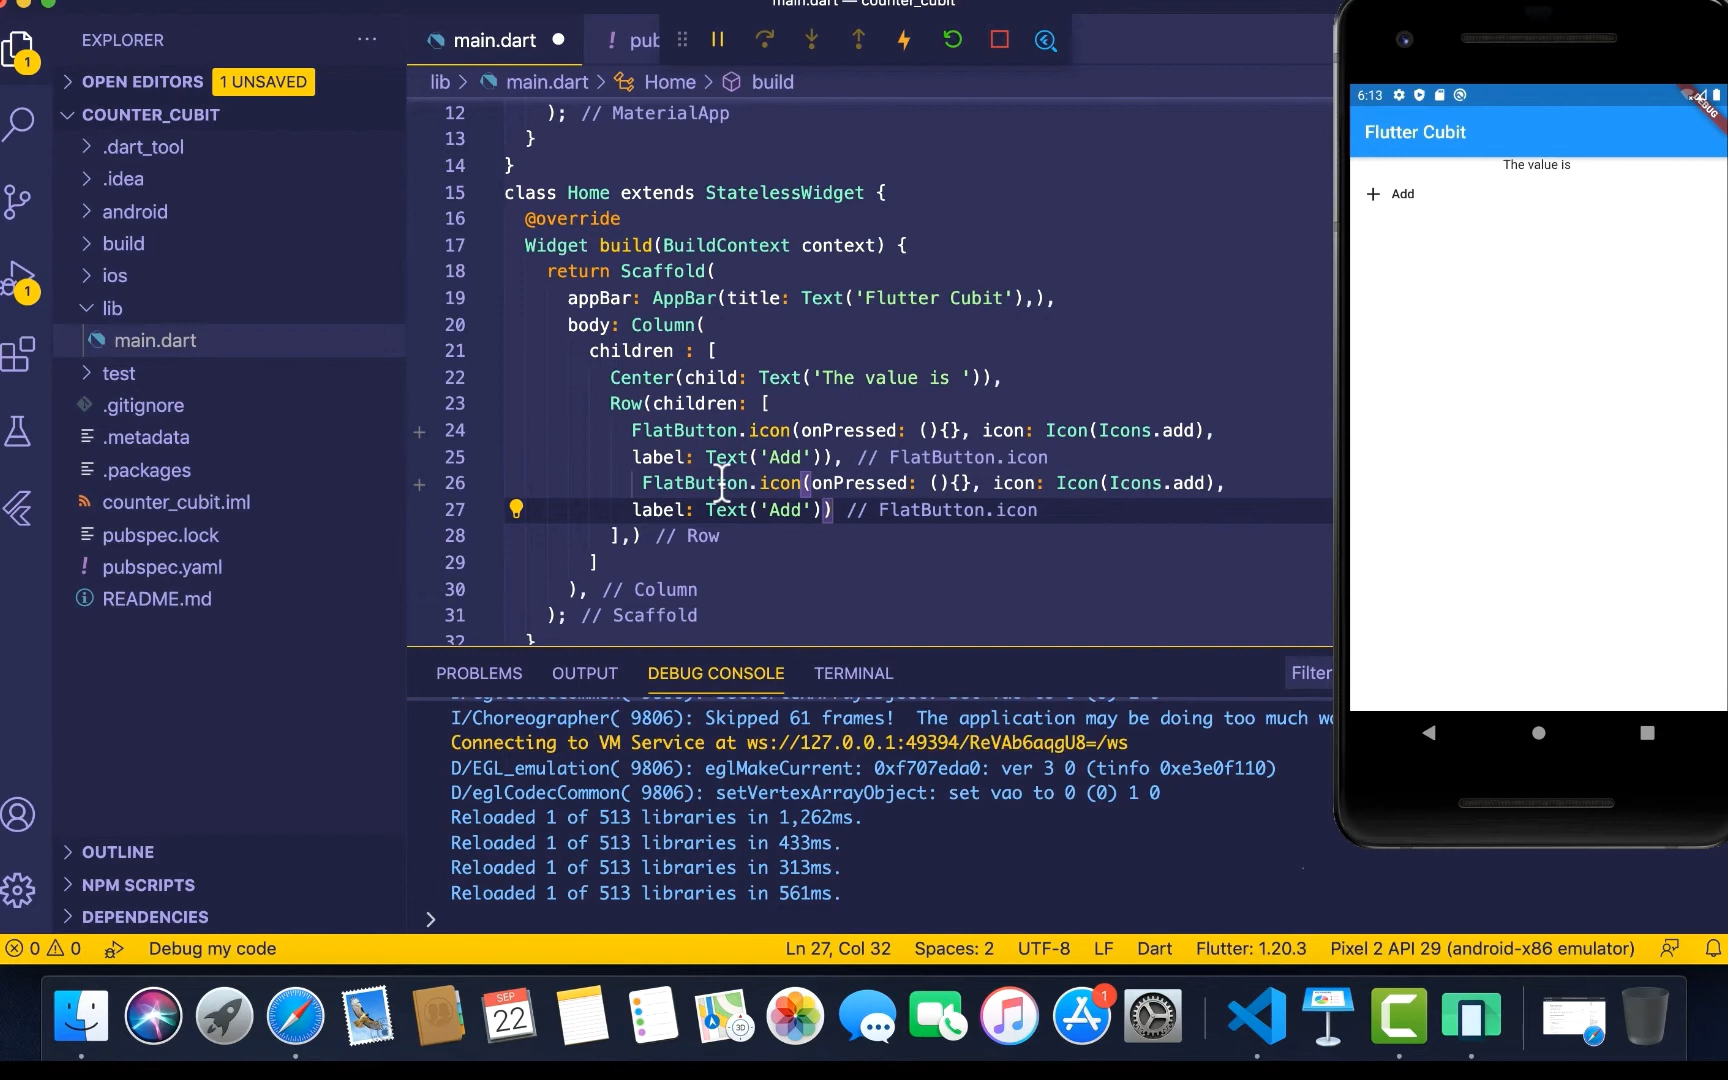 main.dart — counter_cubit
EXPLORER
OPEN EDITORS
1 UNSAVED
COUNTER_CUBIT
.dart_tool
.idea
android
build
ios
lib
main.dart
test
.gitignore
.metadata
.packages
counter_cubit.iml
pubspec.lock
pubspec.yaml
README.md
OUTLINE
NPM SCRIPTS
DEPENDENCIES
1
1
main.dart
! pub
lib > main.dart > Home > build
12 ); // MaterialApp
13 }
14 }
15 class Home extends StatelessWidget {
16 @override
17 Widget build(BuildContext context) {
18 return Scaffold(
19 appBar: AppBar(title: Text('Flutter Cubit'),),
20 body: Column(
21 children : [
22 Center(child: Text('The value is ')),
23 Row(children: [
24 FlatButton.icon(onPressed: (){}, icon: Icon(Icons.add),
25 label: Text('Add')), // FlatButton.icon
26 FlatButton.icon(onPressed: (){}, icon: Icon(Icons.add),
27 label: Text('Add')) // FlatButton.icon
28 ],) // Row
29 ]
30 ), // Column
31 ); // Scaffold
32 }
PROBLEMS OUTPUT DEBUG CONSOLE TERMINAL
Filter
I/Choreographer( 9806): Skipped 61 frames! The application may be doing too much
Connecting to VM Service at ws://127.0.0.1:49394/ReVAb6aqgU8=/ws
D/EGL_emulation( 9806): eglMakeCurrent: 0xf707eda0: ver 3 0 (tinfo 0xe3e0f110)
D/eglCodecCommon( 9806): setVertexArrayObject: set vao to 0 (0) 1 0
Reloaded 1 of 513 libraries in 1,262ms.
Reloaded 1 of 513 libraries in 433ms.
Reloaded 1 of 513 libraries in 313ms.
Reloaded 1 of 513 libraries in 561ms.
>
6:13
DEBUG
Flutter Cubit
The value is
+ Add
0 0 Debug my code
Ln 27, Col 32 Spaces: 2 UTF-8 LF Dart Flutter: 1.20.3 Pixel 2 API 29 (android-x86 emulator)
SEP
22
3D
1